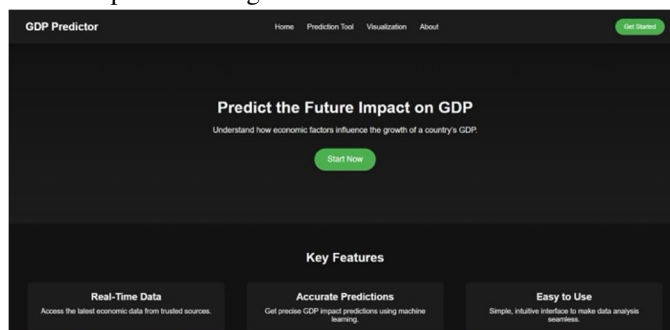 GDP Predictor
Home Prediction Tool Visualization About
Get Started
Predict the Future Impact on GDP
Understand how economic factors influence the growth of a country's GDP.
Start Now
Key Features
Real-Time Data
Access the latest economic data from trusted sources.
Accurate Predictions
Get precise GDP impact predictions using machine
learning.
Easy to Use
Simple, intuitive interface to make data analysis
seamless.